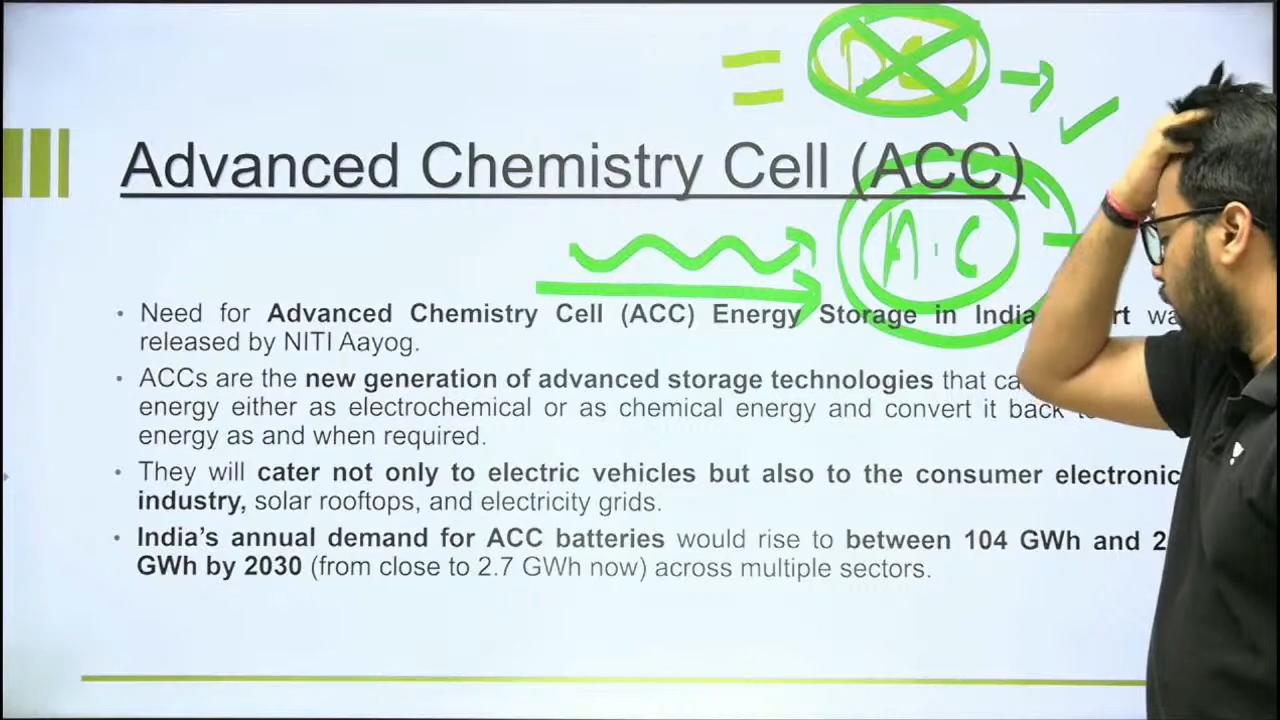 DC
Advanced Chemistry Cell (ACC)
A.C
• Need for Advanced Chemistry Cell (ACC) Energy Storage in India
released by NITI Aayog.
• ACCs are the new generation of advanced storage technologies that
energy either as electrochemical or as chemical energy and convert it back
energy as and when required.
• They will cater not only to electric vehicles but also to the consumer electronic
industry, solar rooftops, and electricity grids.
• India's annual demand for ACC batteries would rise to between 104 GWh and
GWh by 2030 (from close to 2.7 GWh now) across multiple sectors.